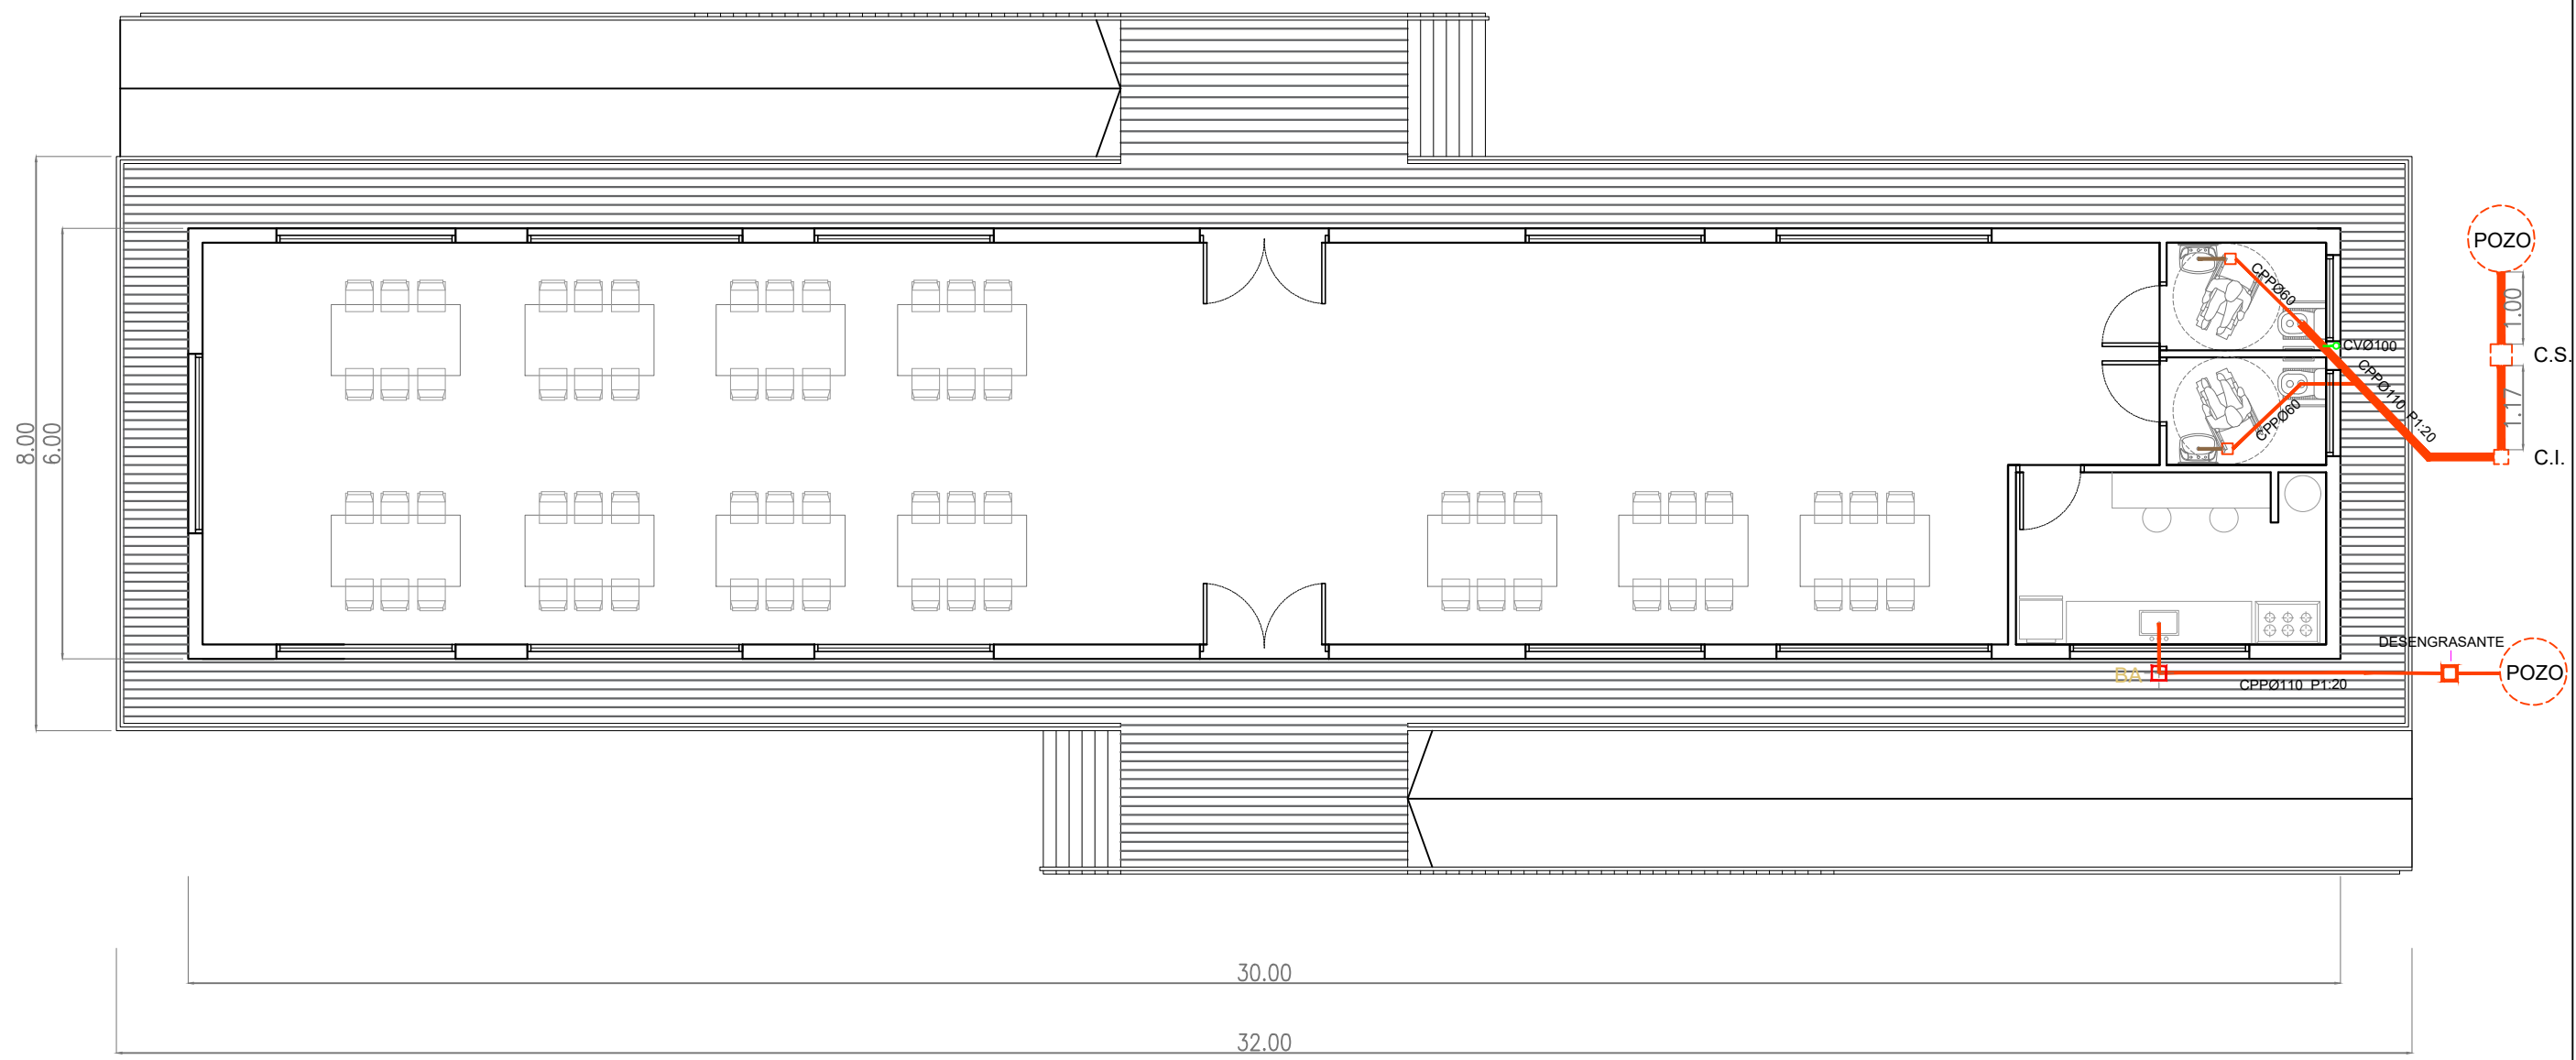 POZO
CPPØ60
1.00
CVØ100
C.S.
CPPØ110 P1:20
1.17
CPPØ60
8.00
6.00
C.I.
DESENGRASANTE
BA
POZO
CPPØ110 P1:20
30.00
32.00